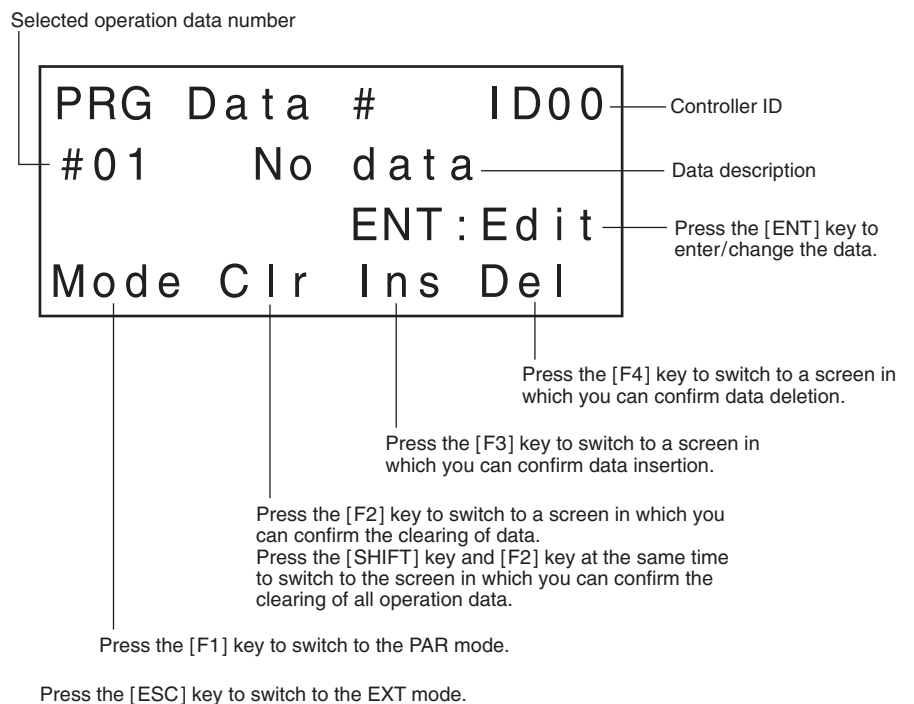 Selected operation data number
PRG Data # ID00
Controller ID
#01 No data
Data description
ENT:Edit
Press the [ENT] key to
enter/change the data.
Mode Clr Ins Del
Press the [F4] key to switch to a screen in
which you can confirm data deletion.
Press the [F3] key to switch to a screen in
which you can confirm data insertion.
Press the [F2] key to switch to a screen in which you
can confirm the clearing of data.
Press the [SHIFT] key and [F2] key at the same time
to switch to the screen in which you can confirm the
clearing of all operation data.
Press the [F1] key to switch to the PAR mode.
Press the [ESC] key to switch to the EXT mode.